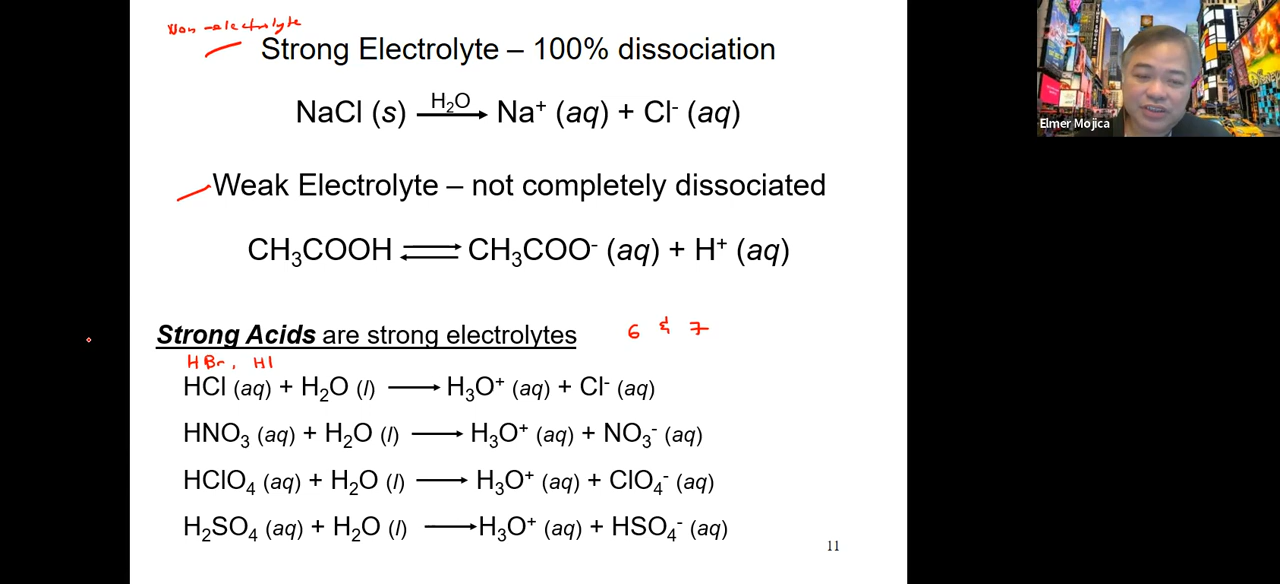 Non-electrolyte
Strong Electrolyte – 100% dissociation
NaCl (s) H₂O⟶ Na⁺ (aq) + Cl⁻ (aq)
Weak Electrolyte – not completely dissociated
CH₃COOH ⇌ CH₃COO⁻ (aq) + H⁺ (aq)
Strong Acids are strong electrolytes 6 & 7
HBr, HI
HCl (aq) + H₂O (l) ⟶ H₃O⁺ (aq) + Cl⁻ (aq)
HNO₃ (aq) + H₂O (l) ⟶ H₃O⁺ (aq) + NO₃⁻ (aq)
HClO₄ (aq) + H₂O (l) ⟶ H₃O⁺ (aq) + ClO₄⁻ (aq)
H₂SO₄ (aq) + H₂O (l) ⟶ H₃O⁺ (aq) + HSO₄⁻ (aq)
11
Elmer Mojica